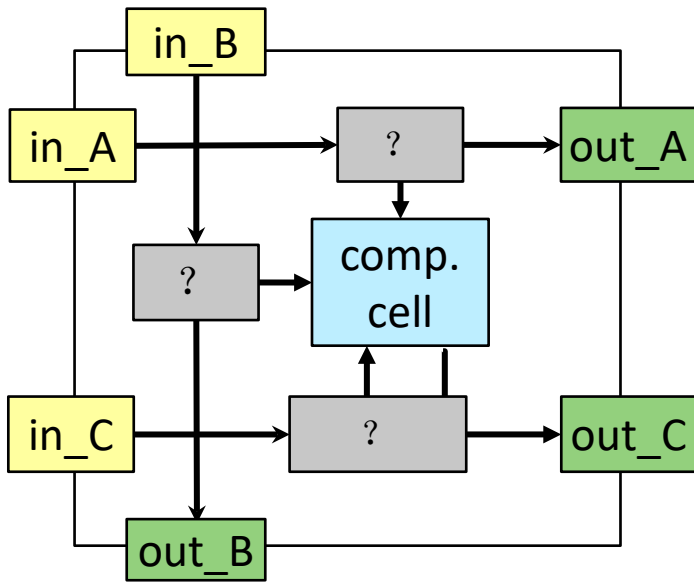 in_B
in_A
?
out_A
?
comp.
cell
in_C
?
out_C
out_B